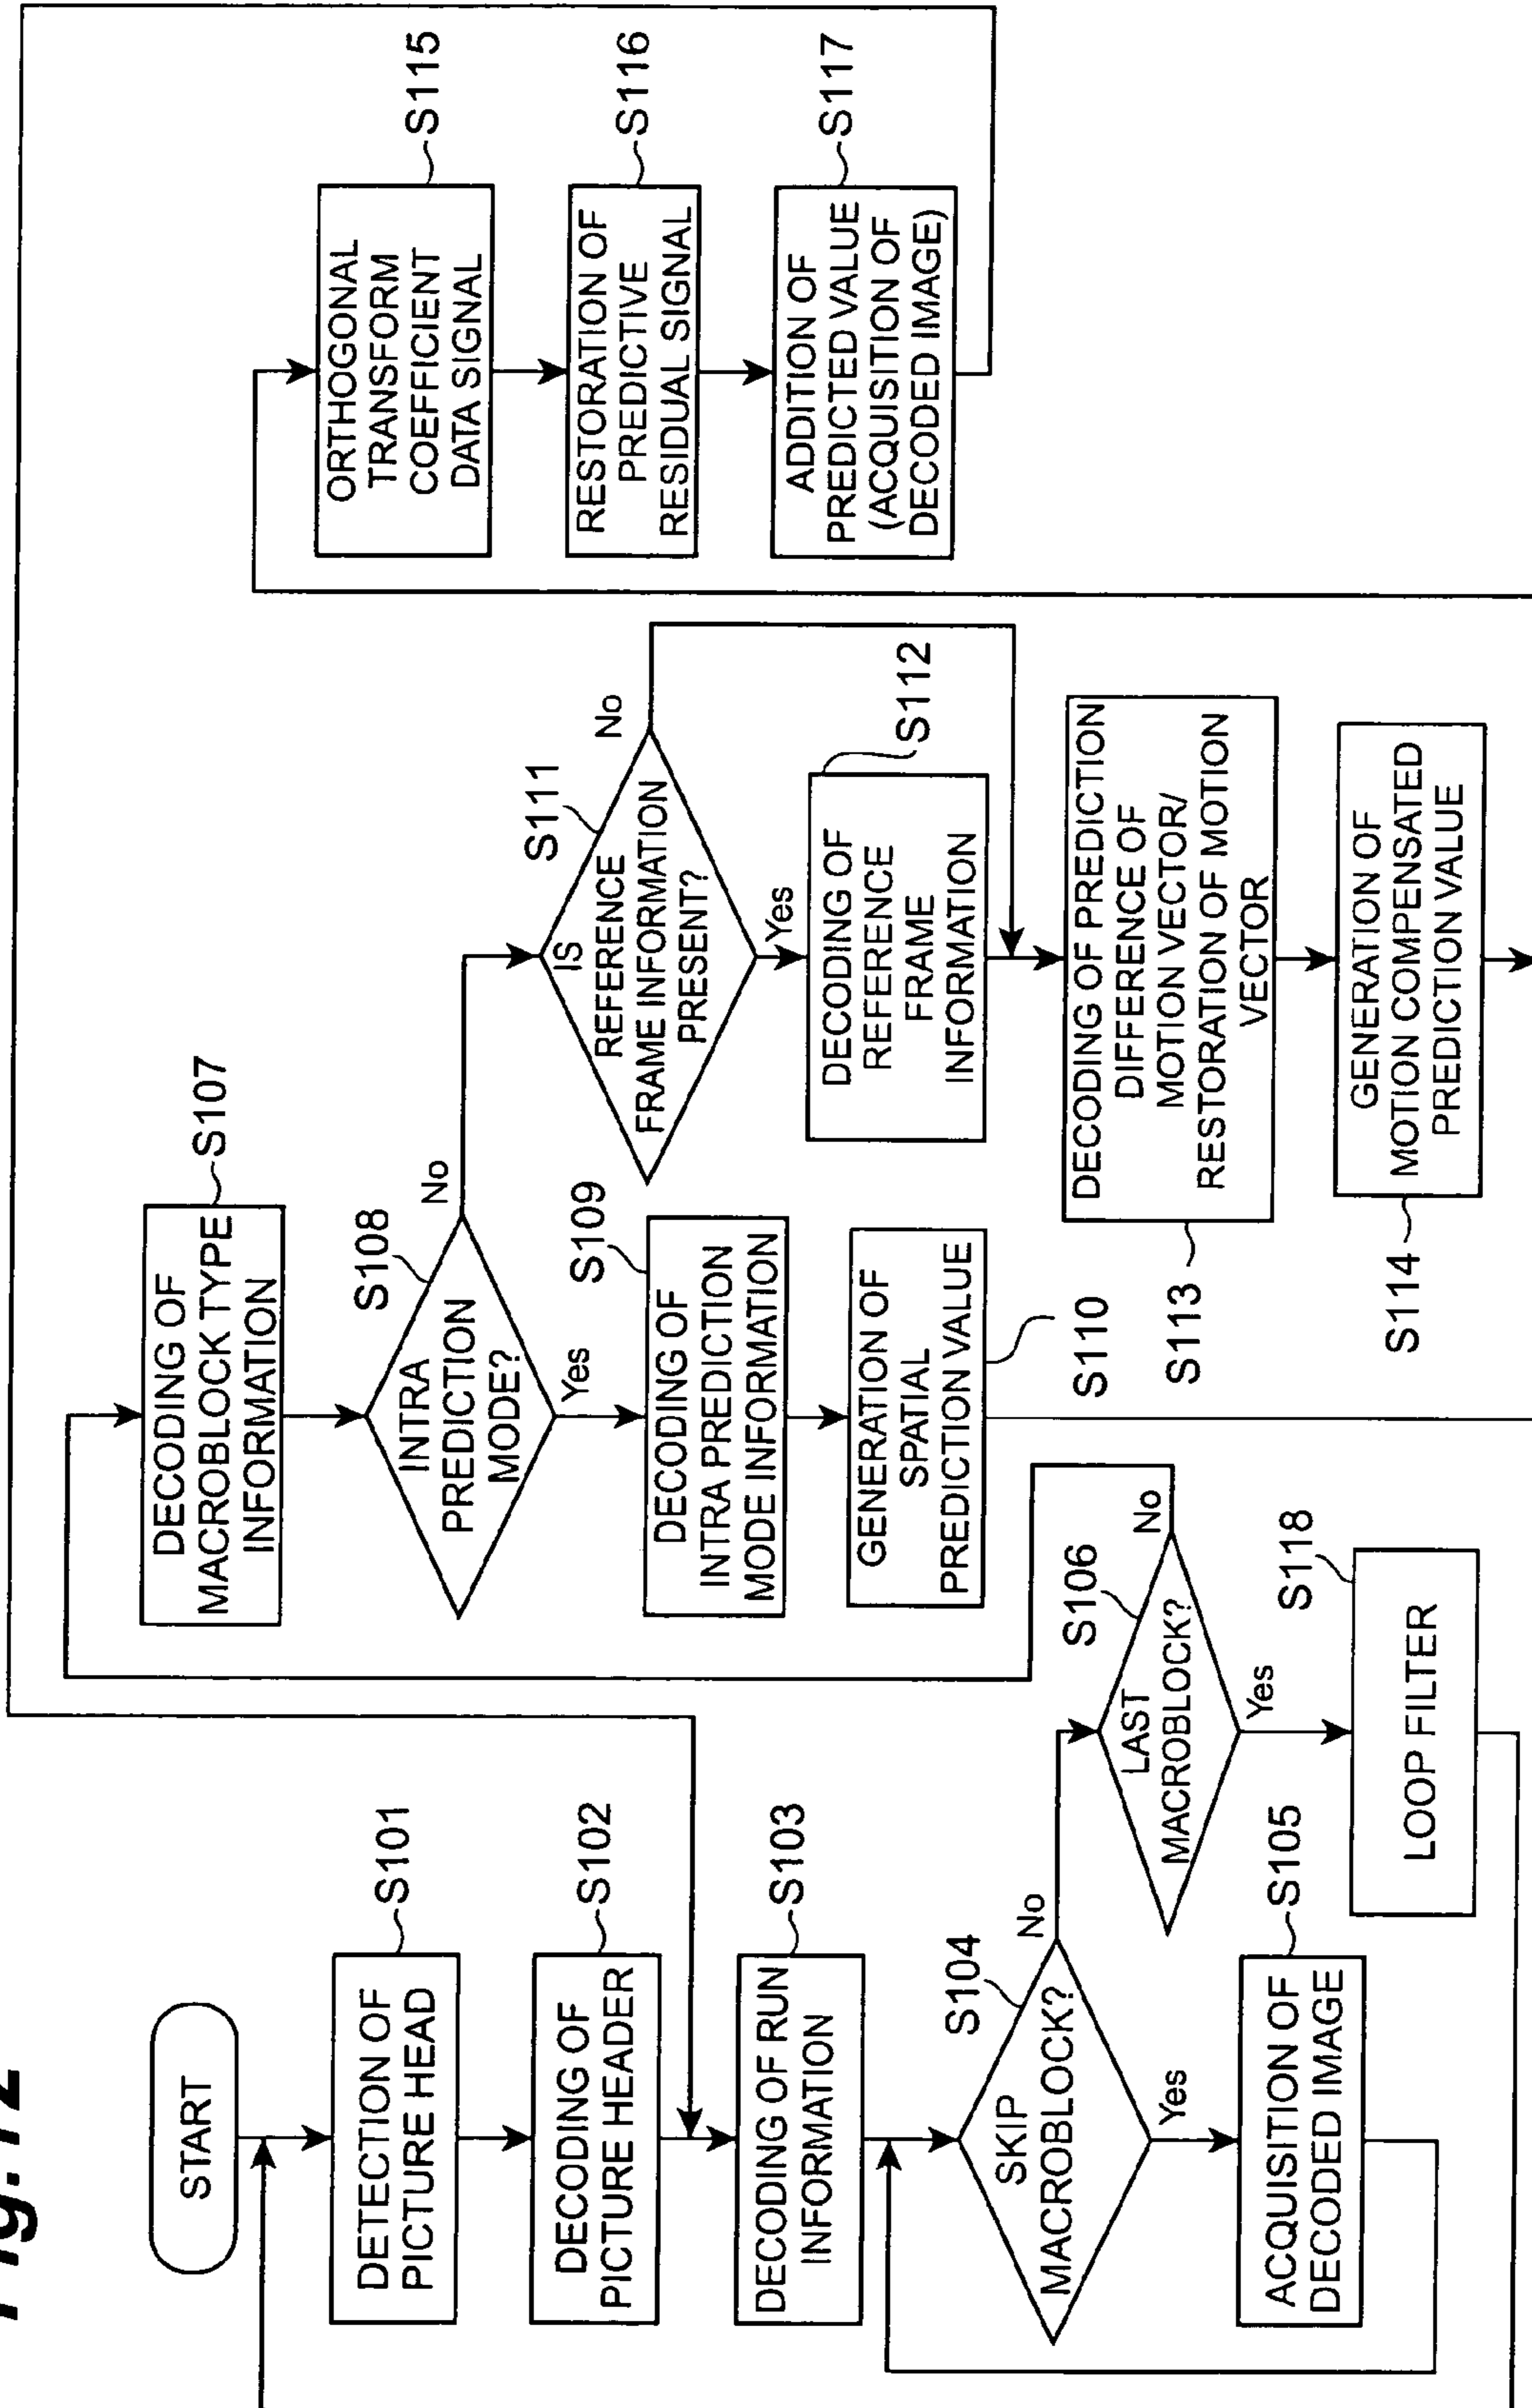 Fig.12
START
DETECTION OF
PICTURE HEAD
S101
DECODING OF
PICTURE HEADER
S102
DECODING OF RUN
INFORMATION
S103
SKIP
MACROBLOCK?
S104
No
Yes
ACQUISITION OF
DECODED IMAGE
S105
LAST
MACROBLOCK?
S106
No
Yes
LOOP FILTER
S118
DECODING OF
MACROBLOCK TYPE
INFORMATION
S107
INTRA
PREDICTION
MODE?
S108
No
Yes
DECODING OF
INTRA PREDICTION
MODE INFORMATION
S109
GENERATION OF
SPATIAL
PREDICTION VALUE
S110
IS
REFERENCE
FRAME INFORMATION
PRESENT?
S111
No
Yes
DECODING OF
REFERENCE
FRAME
INFORMATION
S112
DECODING OF PREDICTION
DIFFERENCE OF
MOTION VECTOR/
RESTORATION OF MOTION
VECTOR
S113
GENERATION OF
MOTION COMPENSATED
PREDICTION VALUE
S114
ORTHOGONAL
TRANSFORM
COEFFICIENT
DATA SIGNAL
S115
RESTORATION OF
PREDICTIVE
RESIDUAL SIGNAL
S116
ADDITION OF
PREDICTED VALUE
(ACQUISITION OF
DECODED IMAGE)
S117